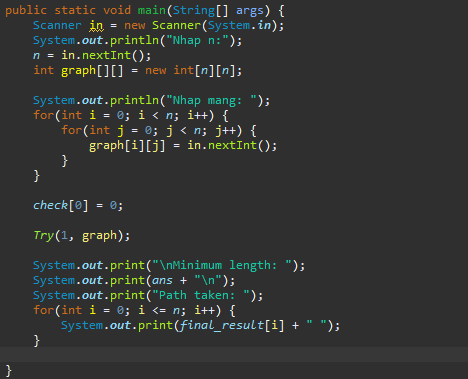 public static void main(String[] args) {
    Scanner in = new Scanner(System.in);
    System.out.println("Nhap n:");
    n = in.nextInt();
    int graph[][] = new int[n][n];

    System.out.println("Nhap mang: ");
    for(int i = 0; i < n; i++) {
        for(int j = 0; j < n; j++) {
            graph[i][j] = in.nextInt();
        }
    }

    check[0] = 0;

    Try(1, graph);

    System.out.print("\nMinimum length: ");
    System.out.print(ans + "\n");
    System.out.print("Path taken: ");
    for(int i = 0; i <= n; i++) {
        System.out.print(final_result[i] + " ");
    }

}